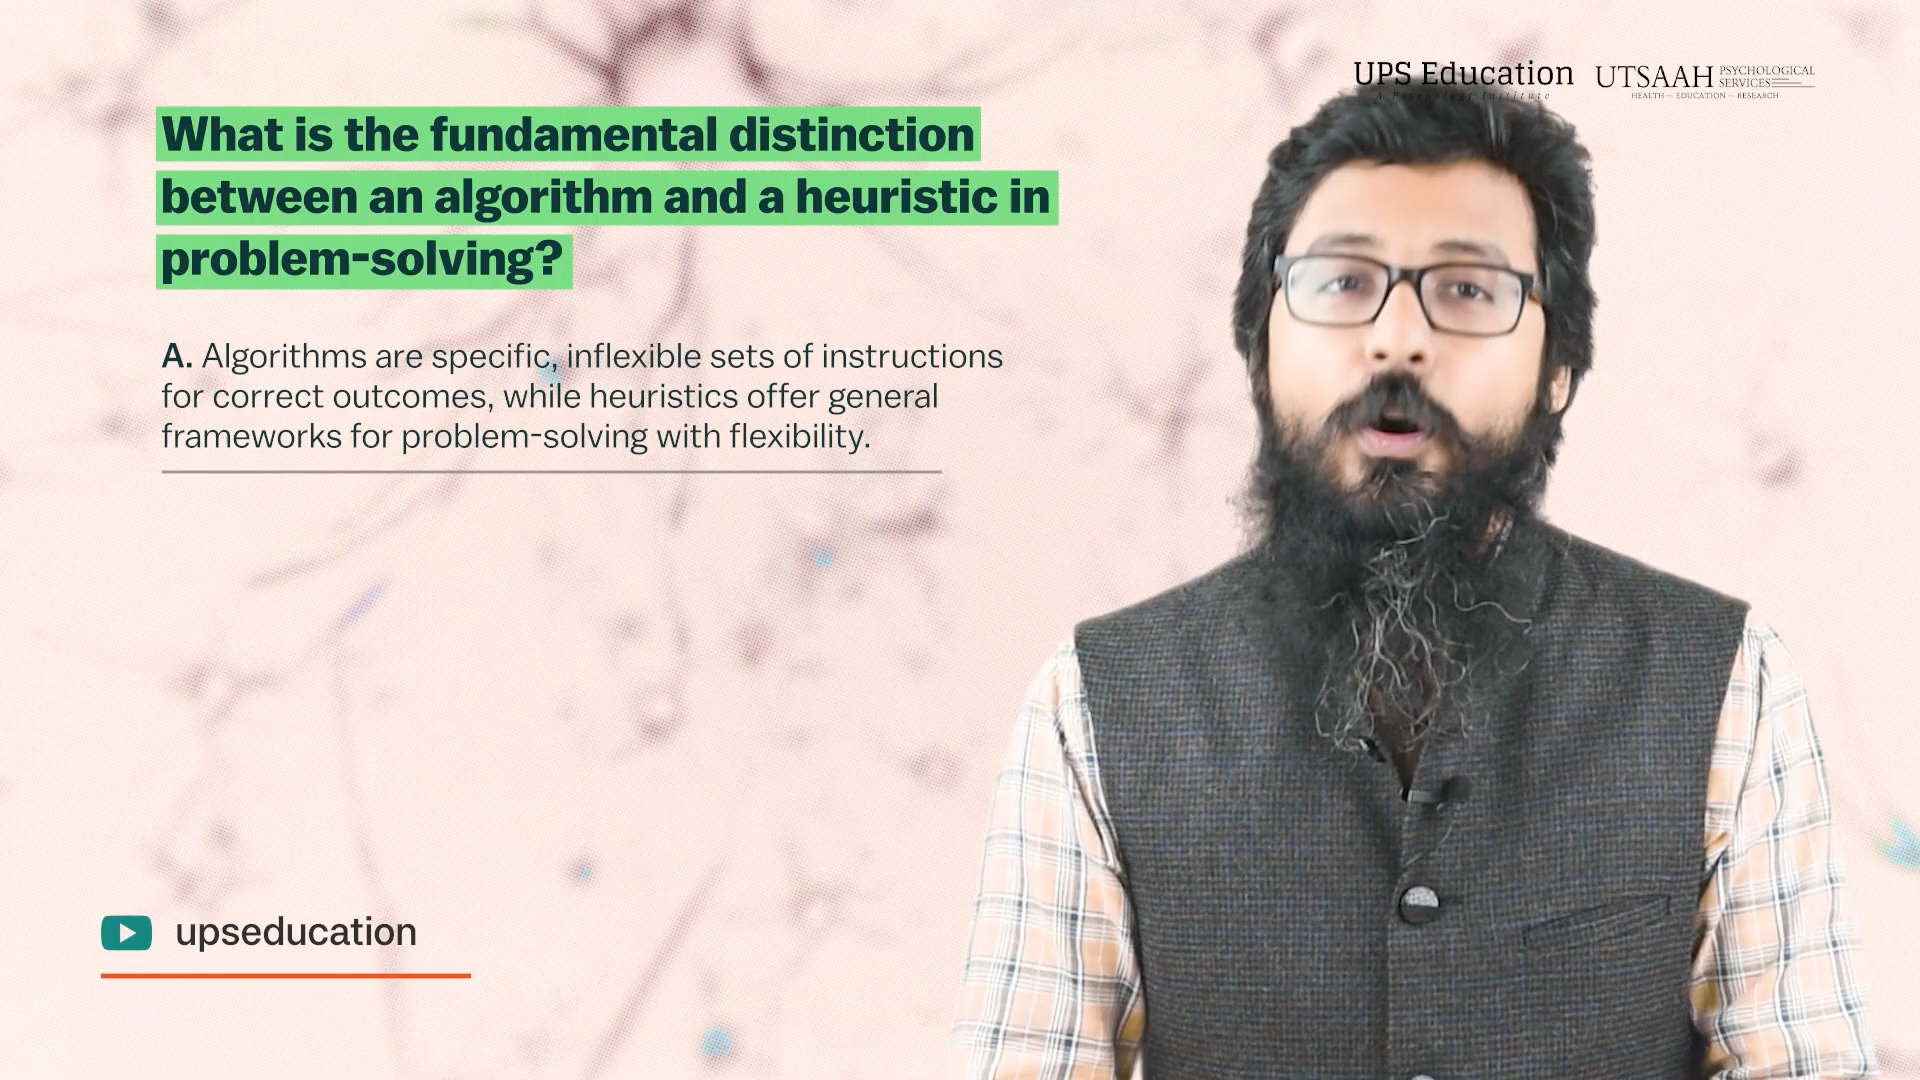 UPS Education
A Psychology Institute
UTSAAH PSYCHOLOGICAL SERVICES
HEALTH – EDUCATION – RESEARCH
What is the fundamental distinction
between an algorithm and a heuristic in
problem-solving?
A. Algorithms are specific, inflexible sets of instructions
for correct outcomes, while heuristics offer general
frameworks for problem-solving with flexibility.
upseducation